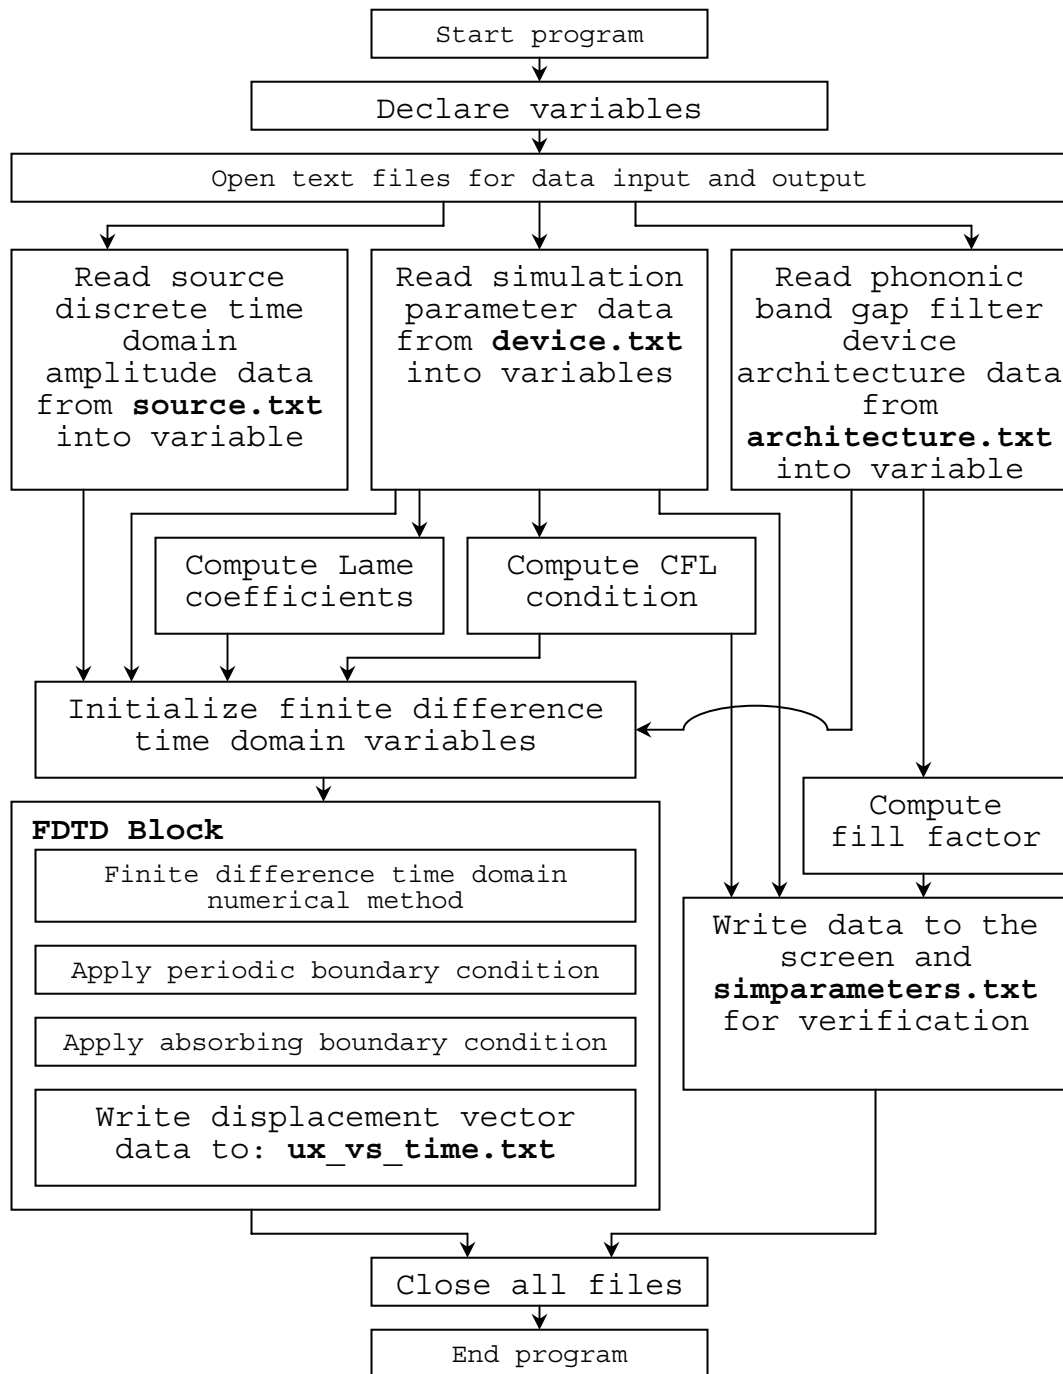 Start program
Declare variables
Open text files for data input and output
Read source
discrete time
domain
amplitude data
from source.txt
into variable
Read simulation
parameter data
from device.txt
into variables
Read phononic
band gap filter
device
architecture data
from
architecture.txt
into variable
Compute Lame
coefficients
Compute CFL
condition
Initialize finite difference
time domain variables
Compute
fill factor
FDTD Block
Finite difference time domain
numerical method
Apply periodic boundary condition
Apply absorbing boundary condition
Write displacement vector
data to: ux_vs_time.txt
Write data to the
screen and
simparameters.txt
for verification
Close all files
End program